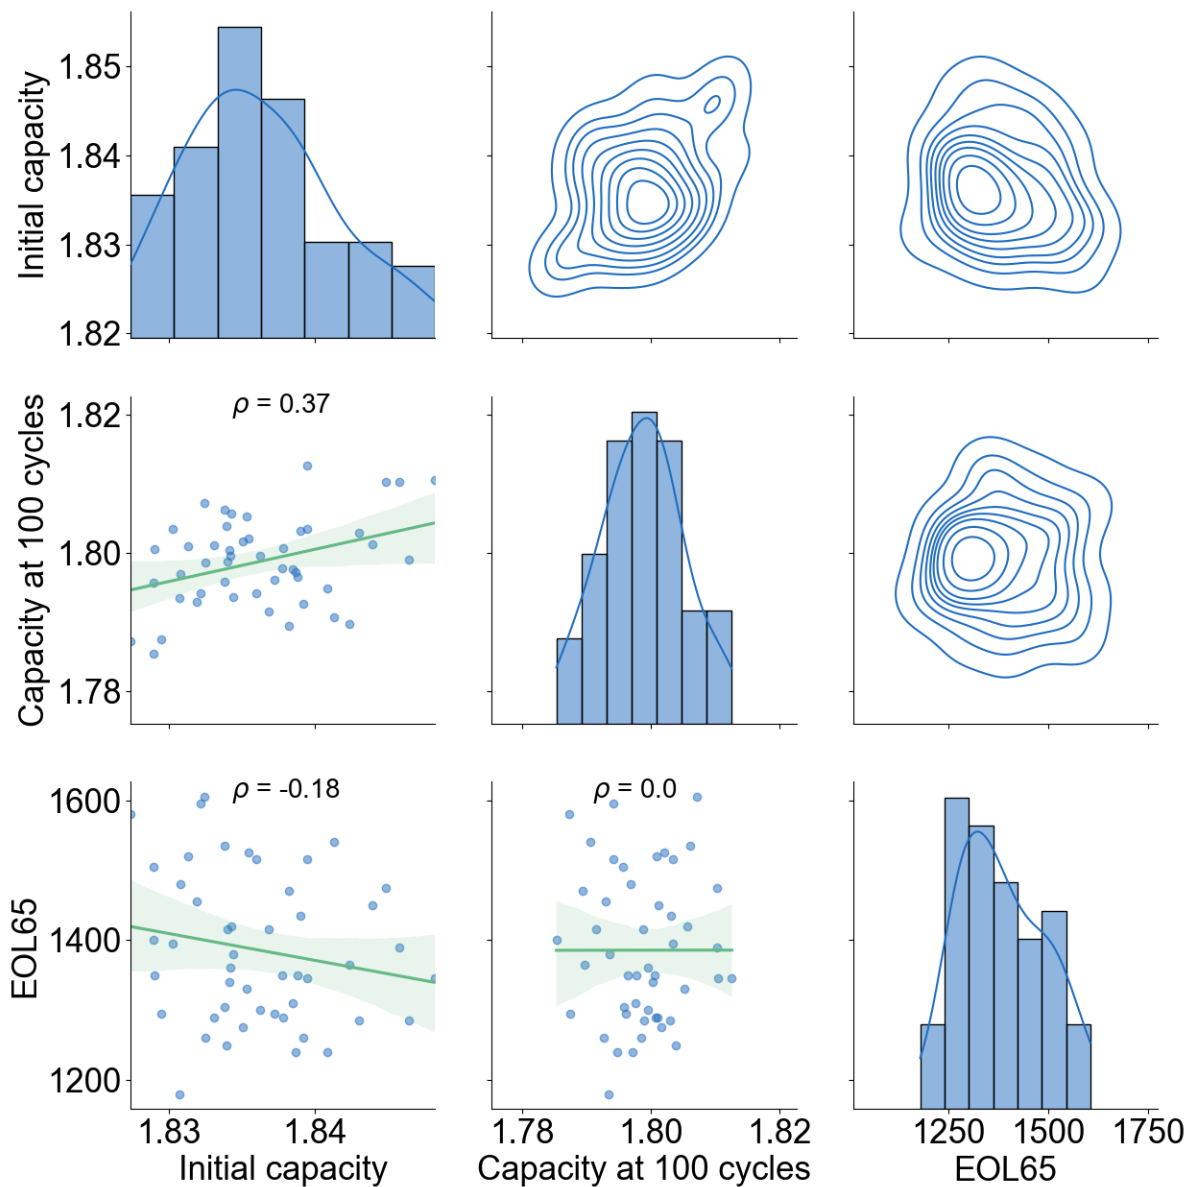 Initial capacity
1.85
1.84
1.83
1.82
Capacity at 100 cycles
1.82
1.80
1.78
ρ = 0.37
EOL65
1600
1400
1200
ρ = -0.18
ρ = 0.0
1.83 1.84
1.78 1.80 1.82
1250 1500 1750
Initial capacity
Capacity at 100 cycles
EOL65